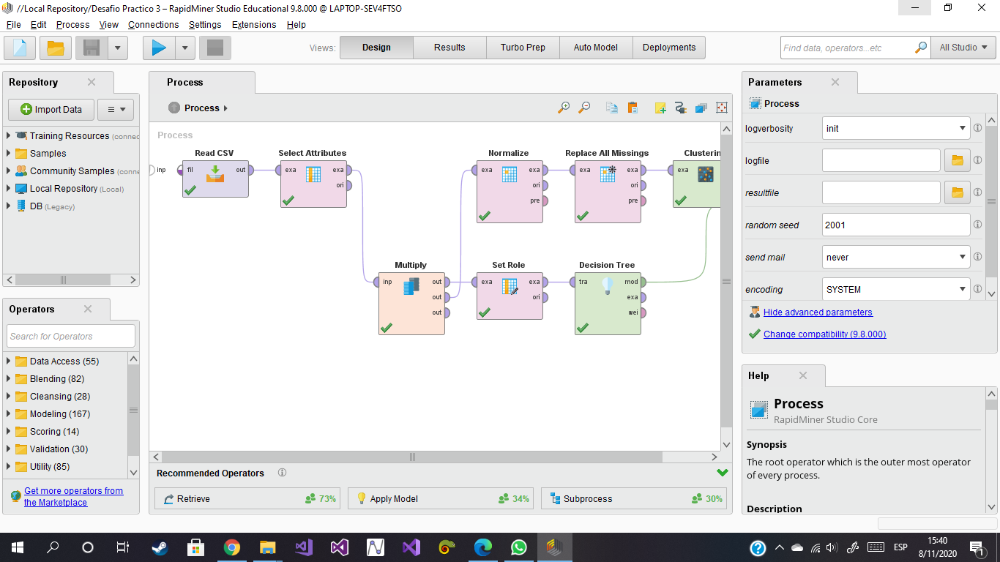 //Local Repository/Desafio Practico 3 – RapidMiner Studio Educational 9.8.000 @ LAPTOP-SEV4FTSO
File Edit Process View Connections Settings Extensions Help
Views: Design Results Turbo Prep Auto Model Deployments
Find data, operators...etc
All Studio
Repository
Import Data
Training Resources (connec
Samples
Community Samples (conne
Local Repository (Local)
DB (Legacy)
Operators
Search for Operators
Data Access (55)
Blending (82)
Cleansing (28)
Modeling (167)
Scoring (14)
Validation (30)
Utility (85)
Get more operators from
the Marketplace
Process
Process
Process
Read CSV Select Attributes Normalize Replace All Missings Clusterin
inp fil out exa exa exa exa exa exa exa
ori ori ori
pre pre
Multiply Set Role Decision Tree
inp out exa exa tra mod
out ori exa
out wei
Recommended Operators
Retrieve 73% Apply Model 34% Subprocess 30%
Parameters
Process
logverbosity init
logfile
resultfile
random seed 2001
send mail never
encoding SYSTEM
Hide advanced parameters
Change compatibility (9.8.000)
Help
Process
RapidMiner Studio Core
Synopsis
The root operator which is the outer most operator
of every process.
Description
ESP
15:40
8/11/2020
1